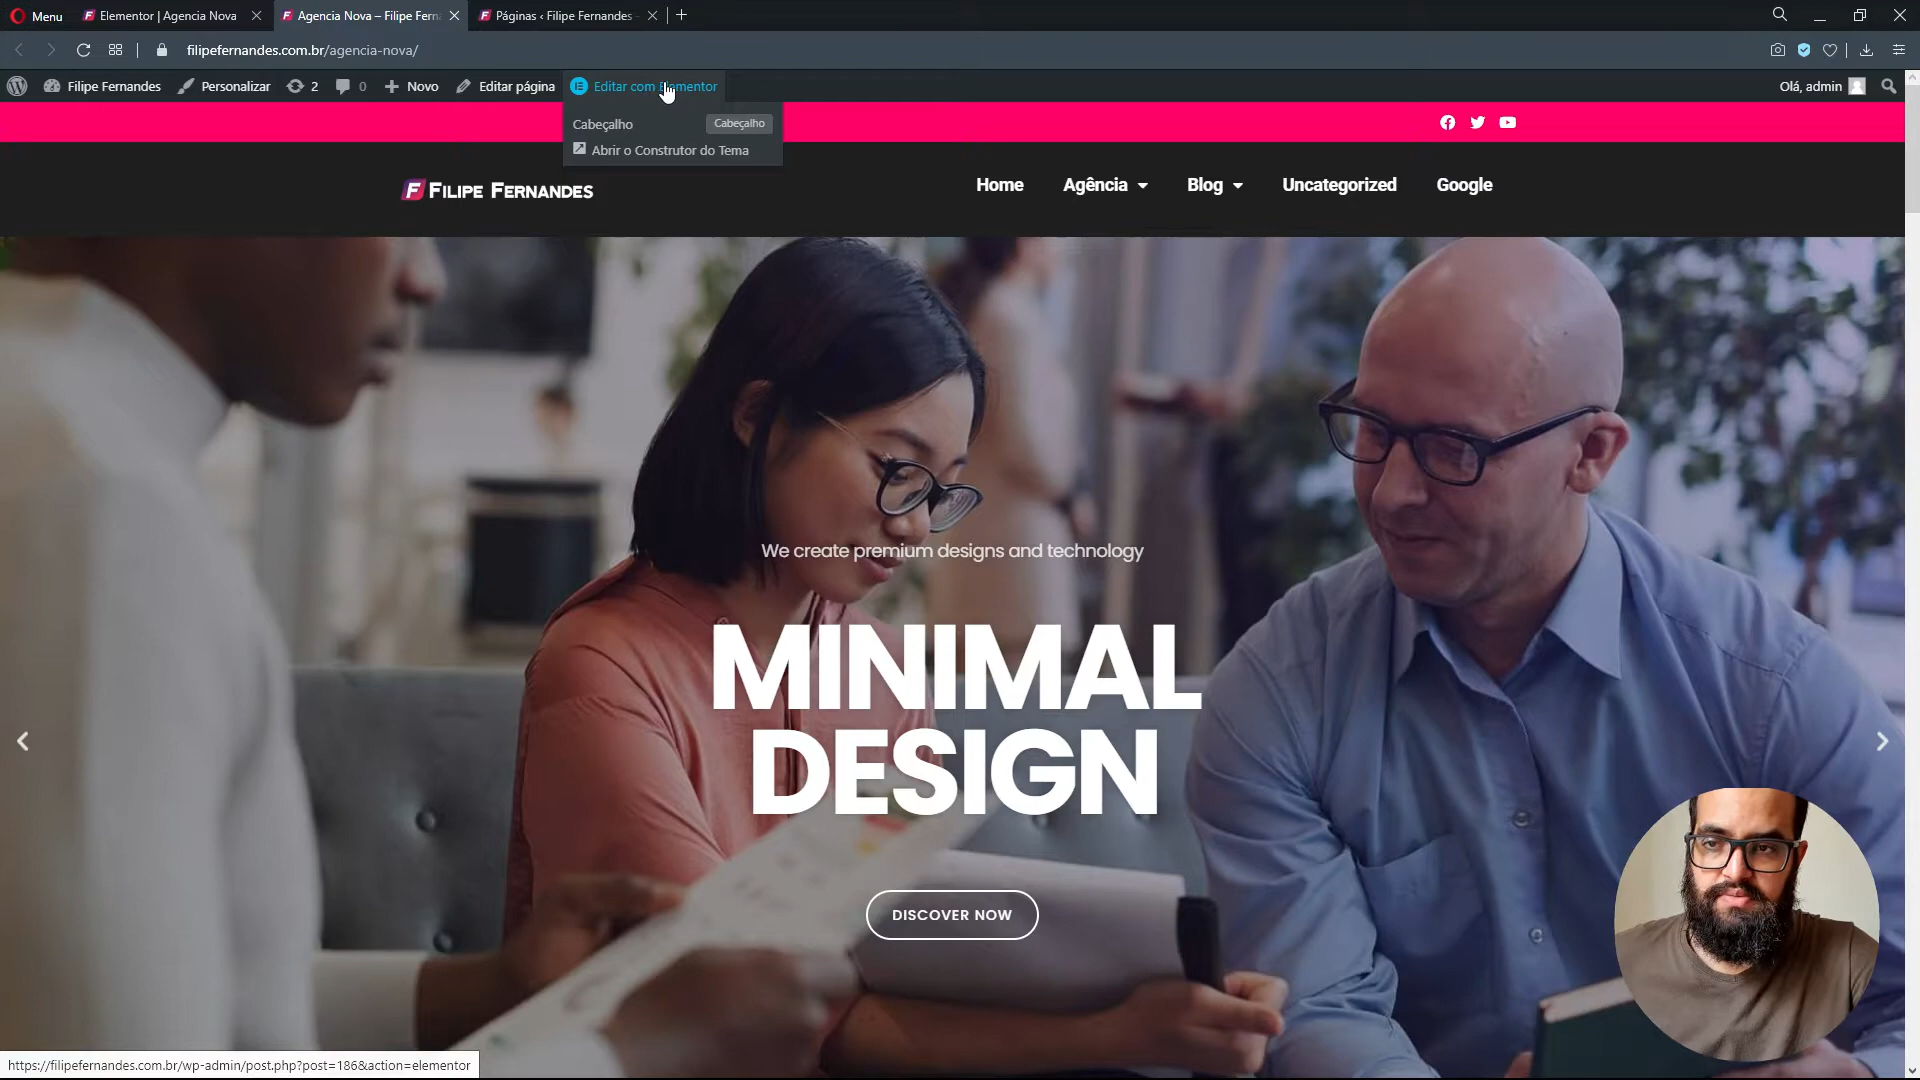 Menu
Elementor | Agencia Nova
Agencia Nova – Filipe Fern
Páginas ‹ Filipe Fernandes
filipefernandes.com.br/agencia-nova/
Filipe Fernandes
Personalizar
2
0
Novo
Editar página
Editar com Elementor
Olá, admin
Cabeçalho
Cabeçalho
Abrir o Construtor do Tema
FILIPE FERNANDES
Home
Agência
Blog
Uncategorized
Google
We create premium designs and technology
MINIMAL
DESIGN
DISCOVER NOW
https://filipefernandes.com.br/wp-admin/post.php?post=186&action=elementor